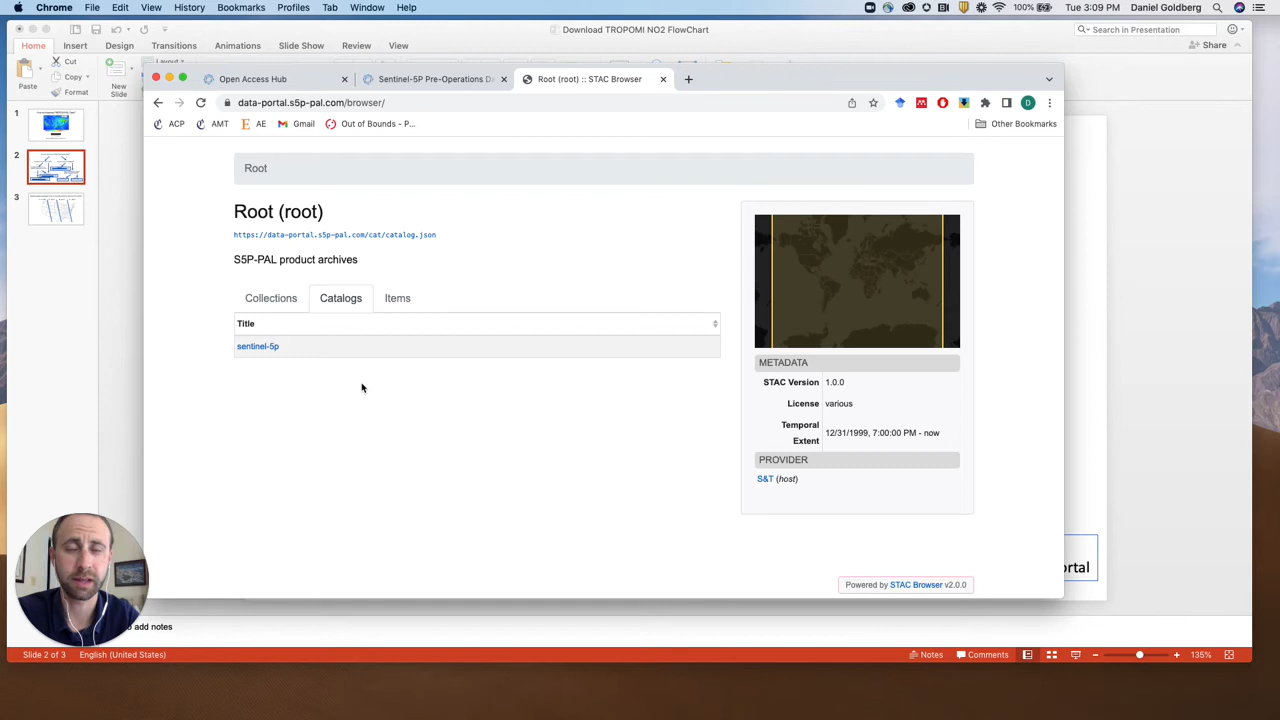 Chrome File Edit View History Bookmarks Profiles Tab Window Help 100% Tue 3:09 PM Daniel Goldberg
Download TROPOMI NO2 FlowChart
Search in Presentation
Home Insert Design Transitions Animations Slide Show Review View
Share
Paste
Cut
Copy
Format
New Slide
Layout
Open Access Hub
Sentinel-5P Pre-Operations Da
Root (root) :: STAC Browser
data-portal.s5p-pal.com/browser/
ACP AMT AE Gmail Out of Bounds - P... Other Bookmarks
1
2
3
Root
Root (root)
https://data-portal.s5p-pal.com/cat/catalog.json
S5P-PAL product archives
Collections Catalogs Items
Title
sentinel-5p
METADATA
STAC Version 1.0.0
License various
Temporal Extent 12/31/1999, 7:00:00 PM - now
PROVIDER
S&T (host)
Powered by STAC Browser v2.0.0
ortal
o add notes
Slide 2 of 3 English (United States) Notes Comments 135%